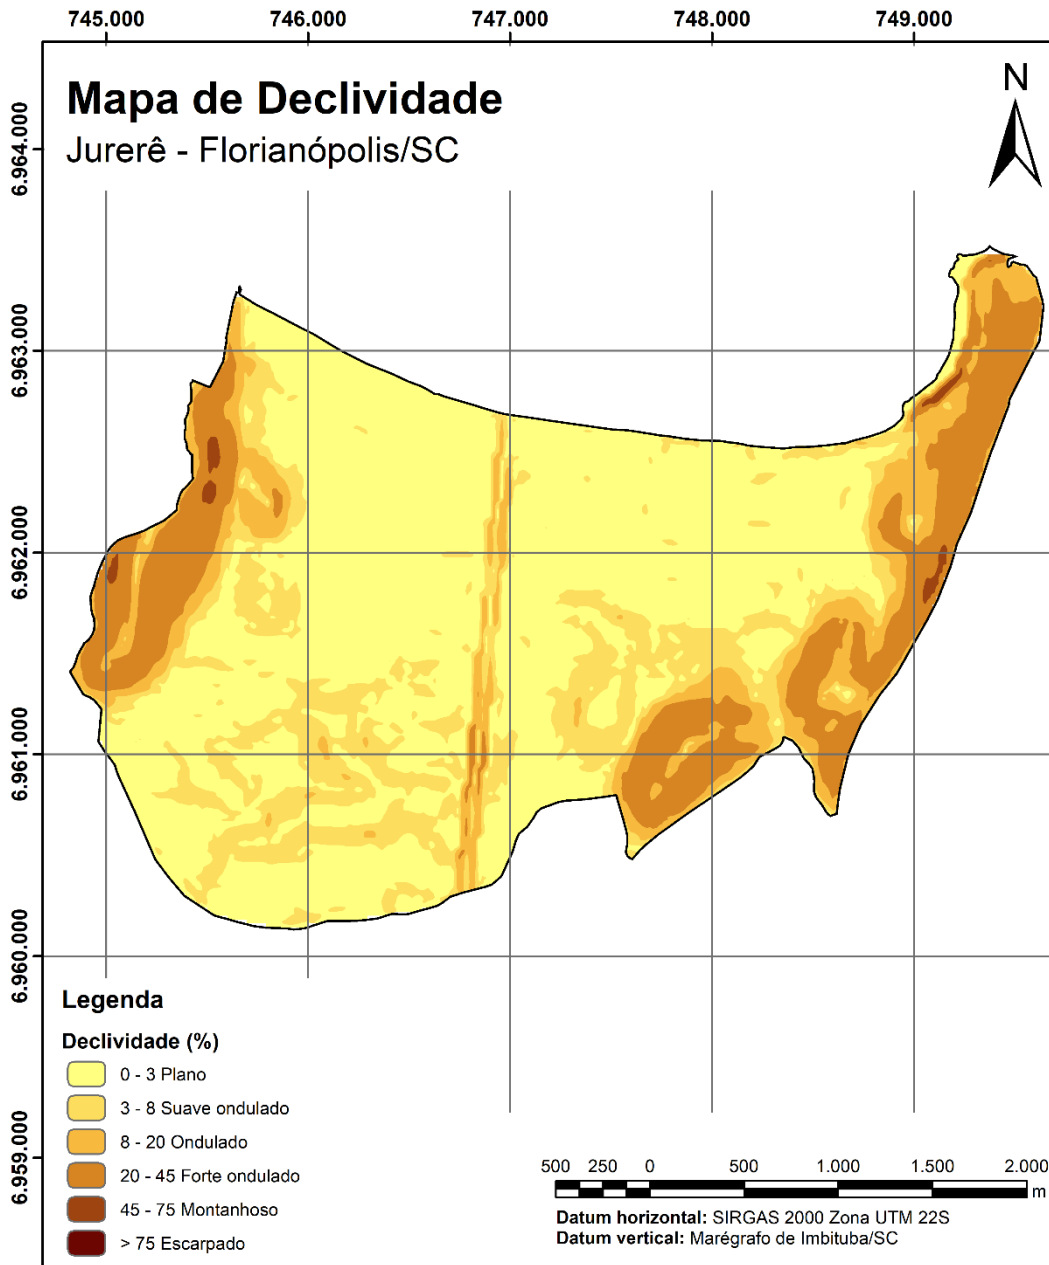 745.000 746.000 747.000 748.000 749.000
Mapa de Declividade
Jurerê - Florianópolis/SC
N
6.964.000
6.963.000
6.962.000
6.961.000
6.960.000
6.959.000
Legenda
Declividade (%)
0 - 3 Plano
3 - 8 Suave ondulado
8 - 20 Ondulado
20 - 45 Forte ondulado
45 - 75 Montanhoso
> 75 Escarpado
500 250 0 500 1.000 1.500 2.000
m
Datum horizontal: SIRGAS 2000 Zona UTM 22S
Datum vertical: Marégrafo de Imbituba/SC